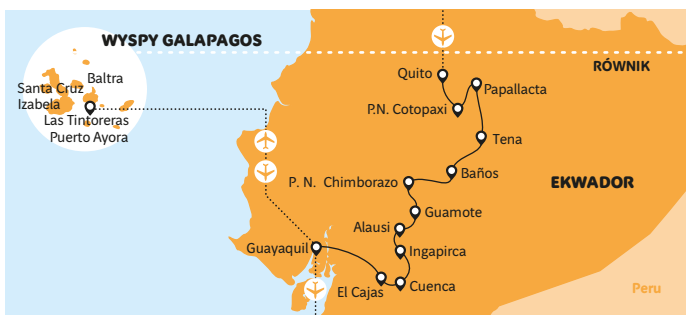 WYSPY GALAPAGOS
Baltra
Santa Cruz
Izabela
Las Tintoreras
Puerto Ayora
Quito
Papallacta
RÓWNIK
P.N. Cotopaxi
Tena
Baños
P. N. Chimborazo
EKWADOR
Guamote
Alausi
Guayaquil
Ingapirca
El Cajas
Cuenca
Peru